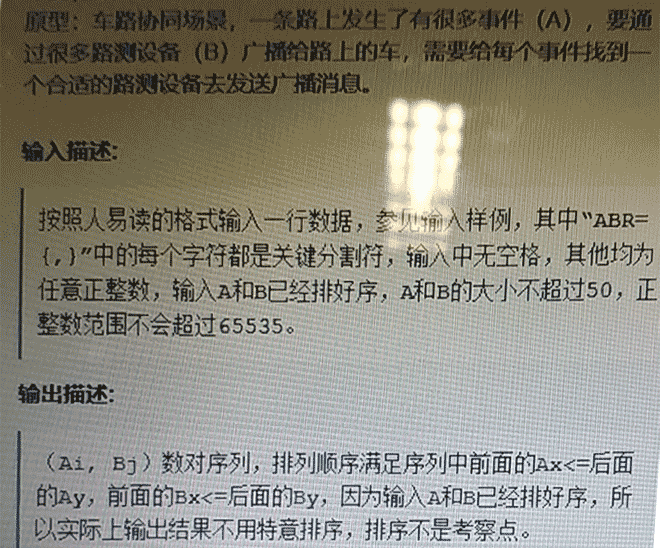 原型：车路协同场景，一条路上发生了有很多事件（A），要通
过很多路测设备（B）广播给路上的车，需要给每个事件找到一
个合适的路测设备去发送广播消息。
输入描述:
按照人易读的格式输入一行数据，参见输入样例，其中“ABR=
{,}”中的每个字符都是关键分割符，输入中无空格，其他均为
任意正整数，输入A和B已经排好序，A和B的大小不超过50，正
整数范围不会超过65535。
输出描述:
（Ai, Bj）数对序列，排列顺序满足序列中前面的Ax<=后面
的Ay，前面的Bx<=后面的By，因为输入A和B已经排好序，所
以实际上输出结果不用特意排序，排序不是考察点。